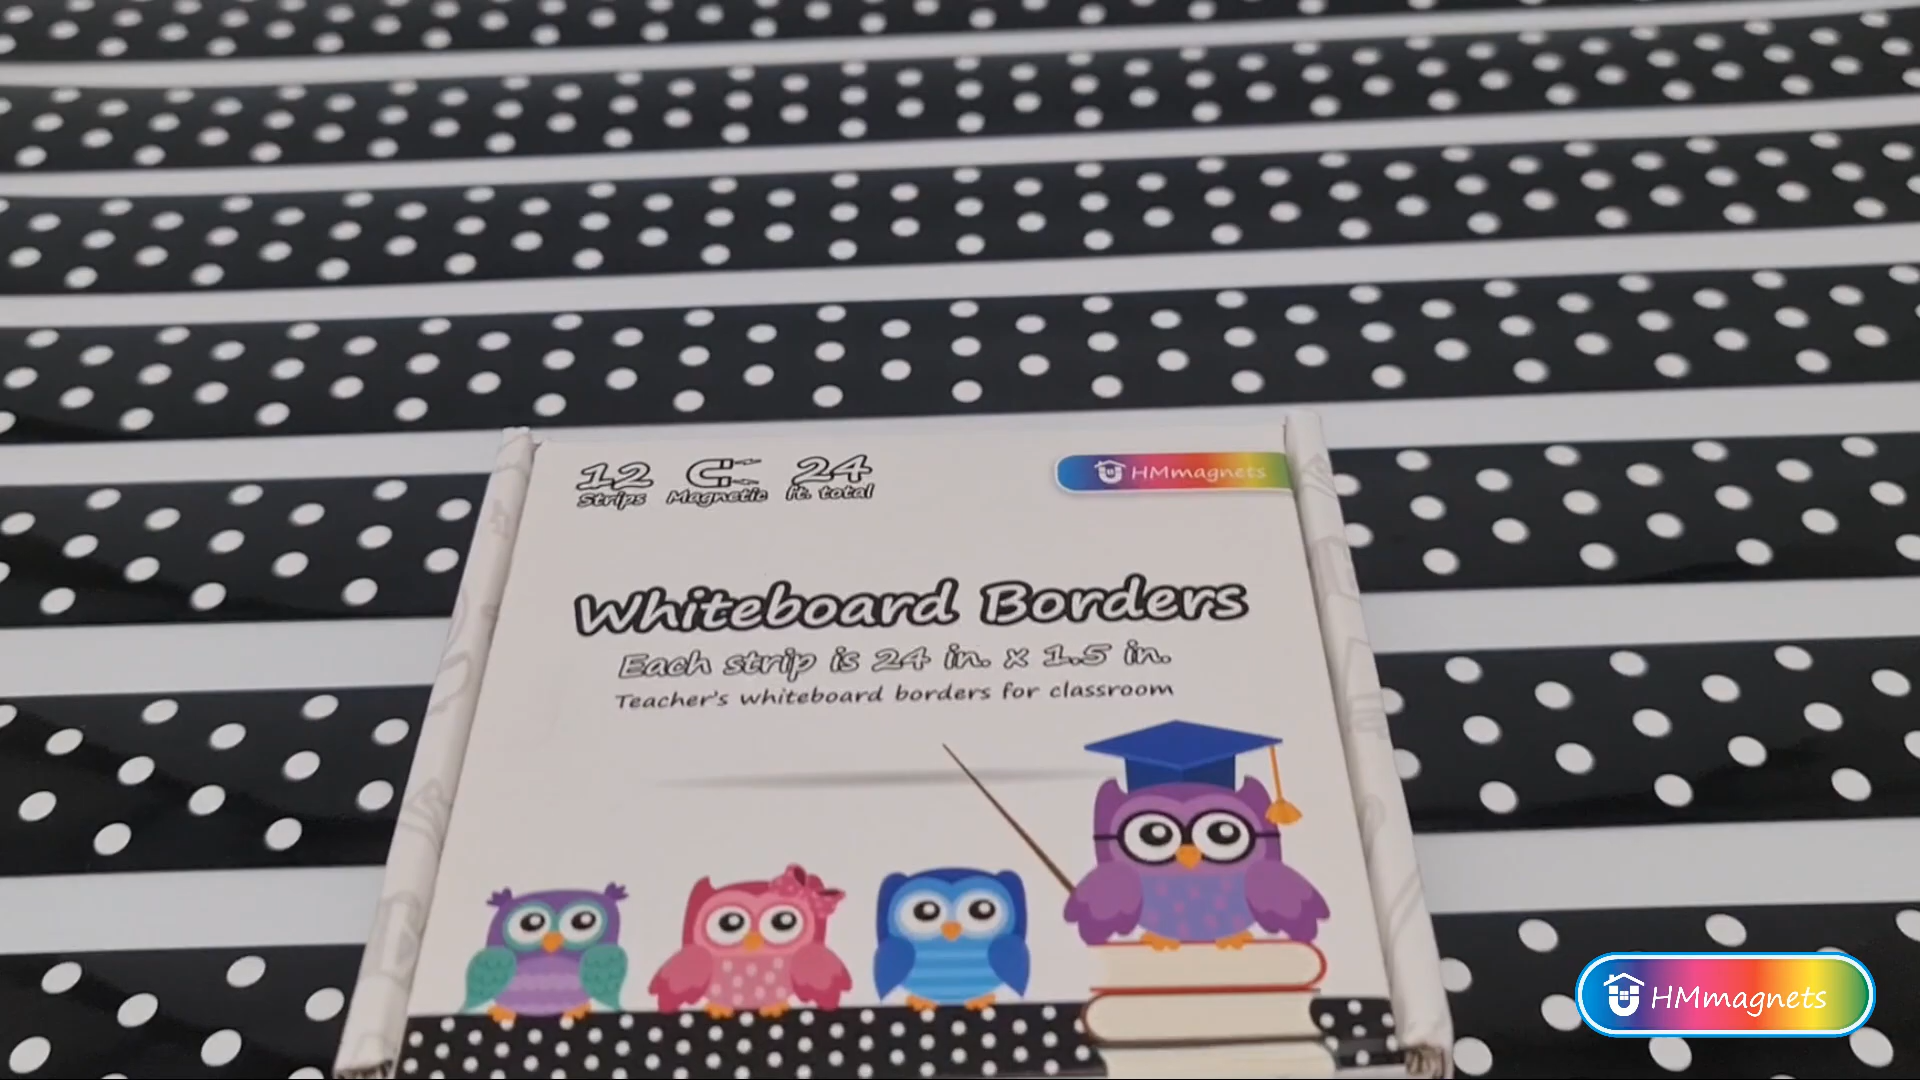 12 Magnetic 24
Strips ft. total
HMmagnets
Whiteboard Borders
Each strip is 24 in. x 1.5 in.
Teacher's whiteboard borders for classroom
HMmagnets